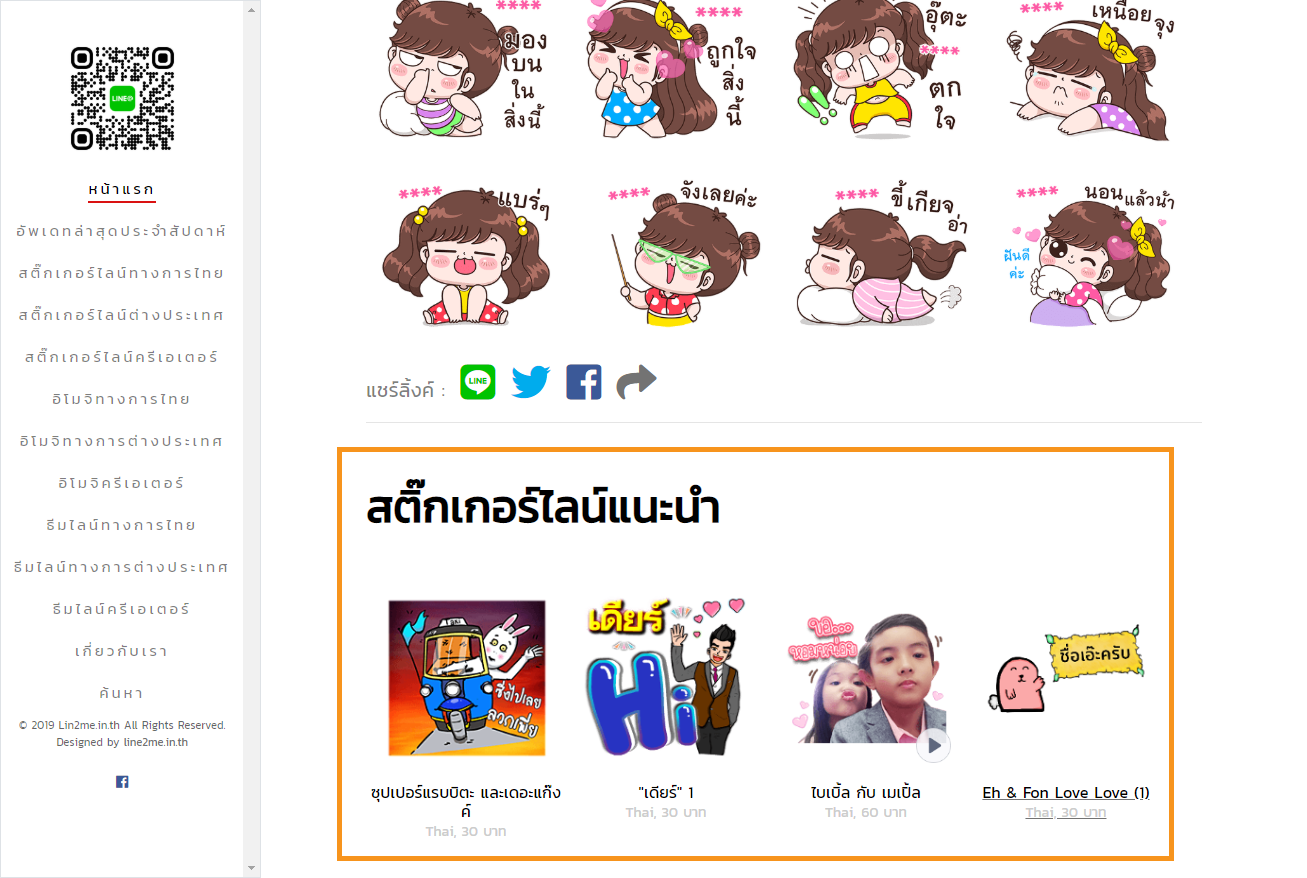 LINE@
หน้าแรก
อัพเดทล่าสุดประจำสัปดาห์
สติ๊กเกอร์ไลน์ทางการไทย
สติ๊กเกอร์ไลน์ต่างประเทศ
สติ๊กเกอร์ไลน์ครีเอเตอร์
อิโมจิทางการไทย
อิโมจิทางการต่างประเทศ
อิโมจิครีเอเตอร์
ธีมไลน์ทางการไทย
ธีมไลน์ทางการต่างประเทศ
ธีมไลน์ครีเอเตอร์
เกี่ยวกับเรา
ค้นหา
© 2019 Lin2me.in.th All Rights Reserved.
Designed by line2me.in.th
****
มอง
บน
ใน
สิ่งนี้
****
ถูกใจ
สิ่ง
นี้
อุ๊ตะ
****
ตก
ใจ
****
เหนื่อย จุง
**** แบร่ๆ
**** จังเลยค่ะ
**** ขี้เกียจ
อ่า
**** นอนแล้วน้า
ฝันดี
ค่ะ
แชร์ลิ้งค์ :
LINE
สติ๊กเกอร์ไลน์แนะนำ
ซิ่งไปเลย
ลวกเพี่ย
เดียร์
Hi
ขอ...
หอมหน่อย
ชื่อเอ๊ะครับ
ซุปเปอร์แรบบิตะ และเดอะแก๊ง
ค์
Thai, 30 บาท
"เดียร์" 1
Thai, 30 บาท
ไบเบิ้ล กับ เมเปิ้ล
Thai, 60 บาท
Eh & Fon Love Love (1)
Thai, 30 บาท